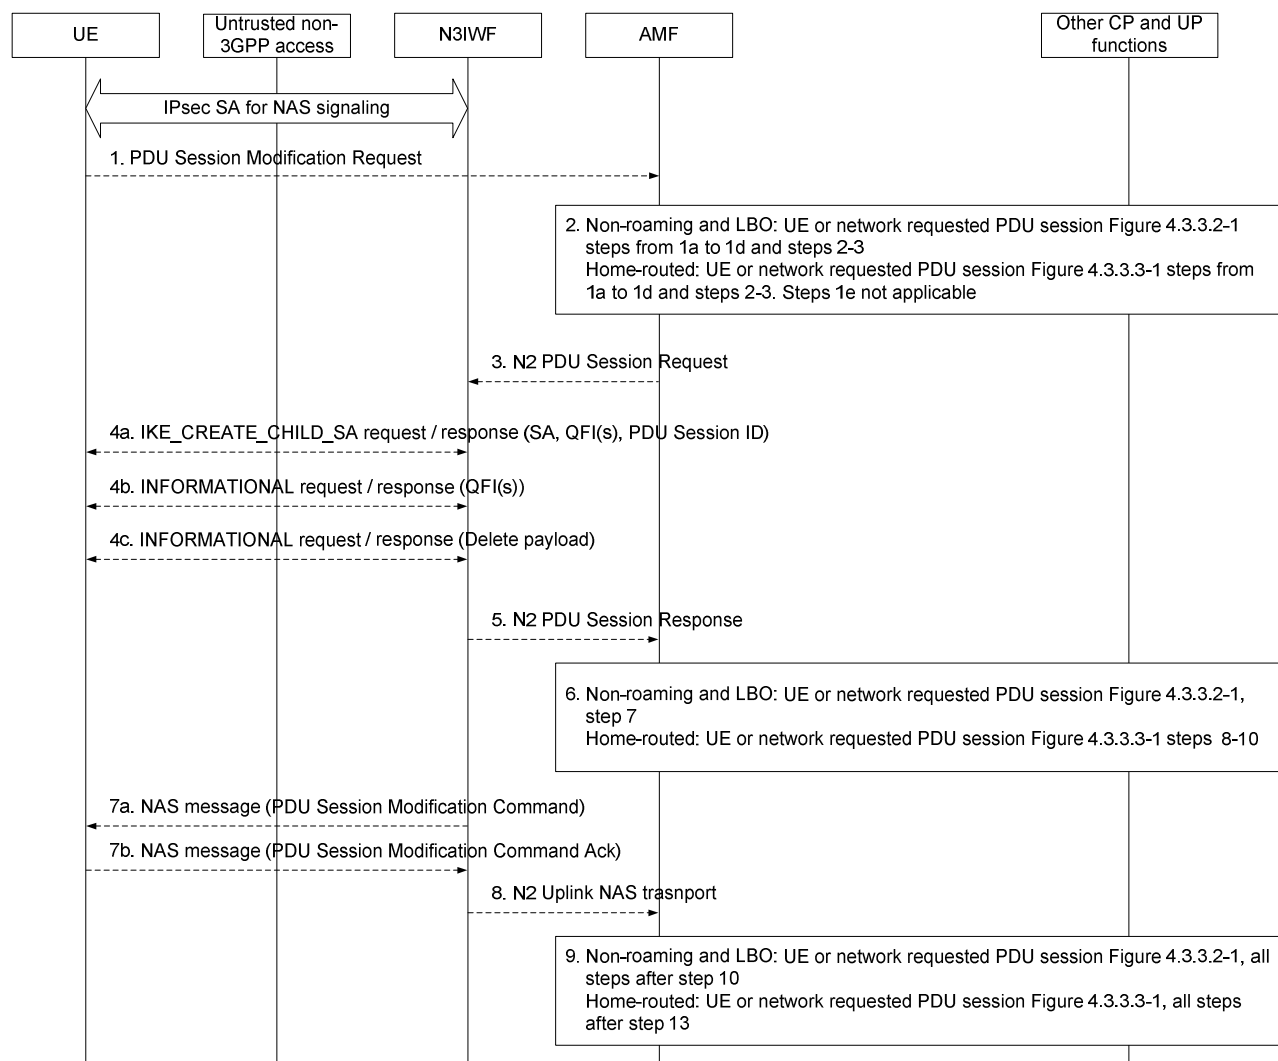 UE
Untrusted non-
3GPP access
N3IWF
AMF
Other CP and UP
functions
IPsec SA for NAS signaling
1. PDU Session Modification Request
2. Non-roaming and LBO: UE or network requested PDU session Figure 4.3.3.2-1
steps from 1a to 1d and steps 2-3
Home-routed: UE or network requested PDU session Figure 4.3.3.3-1 steps from
1a to 1d and steps 2-3. Steps 1e not applicable
3. N2 PDU Session Request
4a. IKE_CREATE_CHILD_SA request / response (SA, QFI(s), PDU Session ID)
4b. INFORMATIONAL request / response (QFI(s))
4c. INFORMATIONAL request / response (Delete payload)
5. N2 PDU Session Response
6. Non-roaming and LBO: UE or network requested PDU session Figure 4.3.3.2-1,
step 7
Home-routed: UE or network requested PDU session Figure 4.3.3.3-1 steps 8-10
7a. NAS message (PDU Session Modification Command)
7b. NAS message (PDU Session Modification Command Ack)
8. N2 Uplink NAS trasnport
9. Non-roaming and LBO: UE or network requested PDU session Figure 4.3.3.2-1, all
steps after step 10
Home-routed: UE or network requested PDU session Figure 4.3.3.3-1, all steps
after step 13